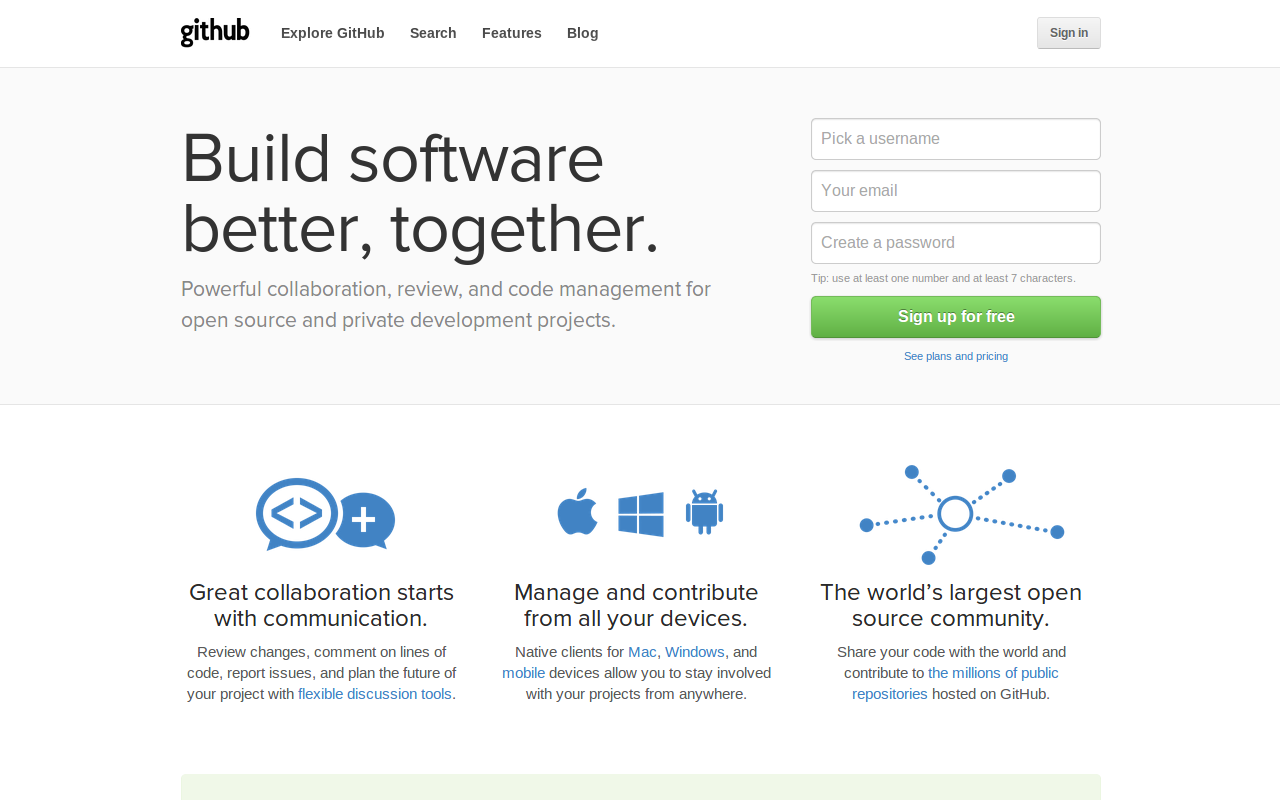 github
Explore GitHub
Search
Features
Blog
Sign in
Build software
better, together.
Powerful collaboration, review, and code management for
open source and private development projects.
Pick a username
Your email
Create a password
Tip: use at least one number and at least 7 characters.
Sign up for free
See plans and pricing
Great collaboration starts
with communication.
Review changes, comment on lines of
code, report issues, and plan the future of
your project with flexible discussion tools.
Manage and contribute
from all your devices.
Native clients for Mac, Windows, and
mobile devices allow you to stay involved
with your projects from anywhere.
The world’s largest open
source community.
Share your code with the world and
contribute to the millions of public
repositories hosted on GitHub.